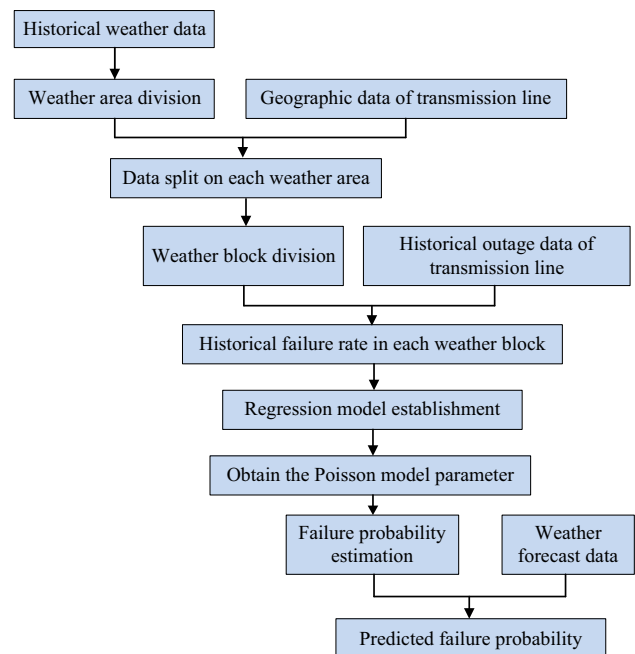 Historical weather data
Weather area division
Geographic data of transmission line
Data split on each weather area
Weather block division
Historical outage data of
transmission line
Historical failure rate in each weather block
Regression model establishment
Obtain the Poisson model parameter
Failure probability
estimation
Weather
forecast data
Predicted failure probability